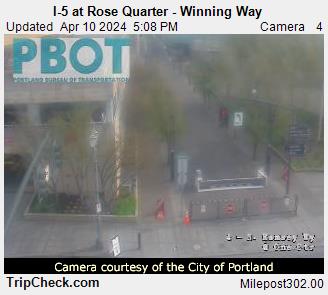 I-5 at Rose Quarter - Winning Way
Updated Apr 10 2024 5:08 PM Camera 4
PBOT
PORTLAND BUREAU OF TRANSPORTATION
Camera courtesy of the City of Portland
TripCheck.com Milepost302.00